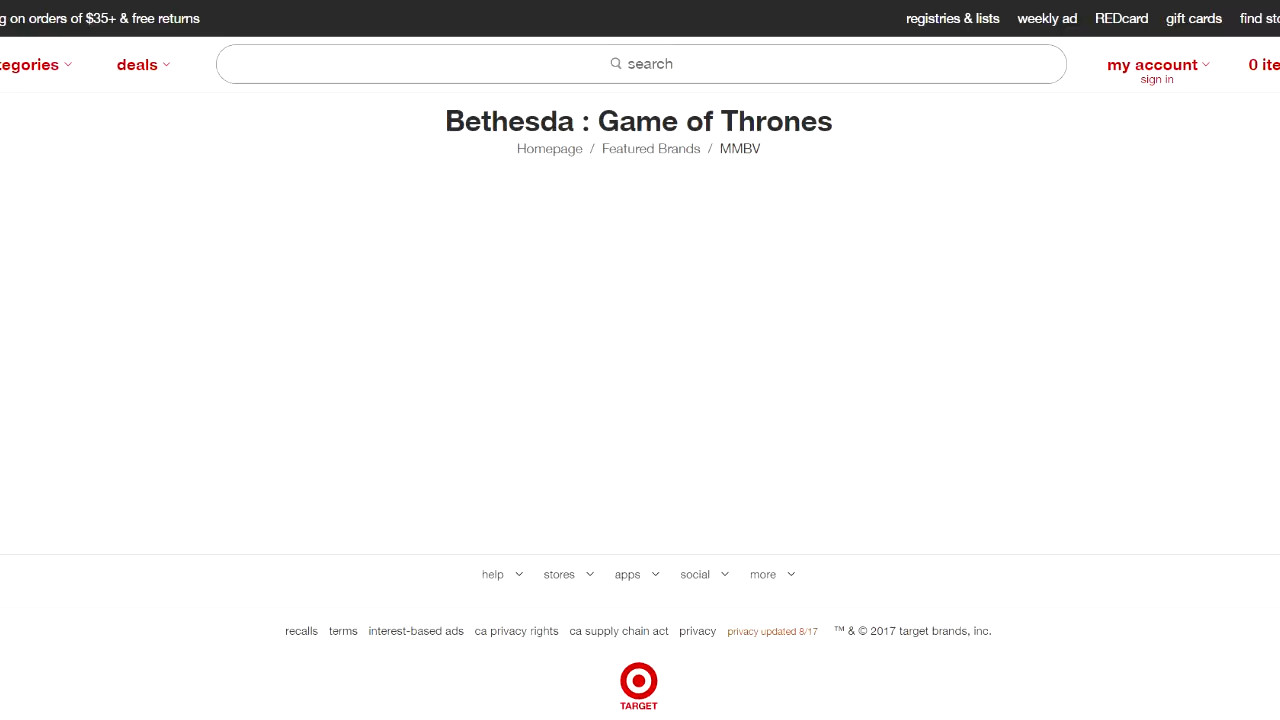 g on orders of $35+ & free returns registries & lists weekly ad REDcard gift cards find sto
tegories deals search my account 0 ite
sign in
Bethesda : Game of Thrones
Homepage / Featured Brands / MMBV
help stores apps social more
recalls terms interest-based ads ca privacy rights ca supply chain act privacy privacy updated 8/17 ™ & © 2017 target brands, inc.
TARGET